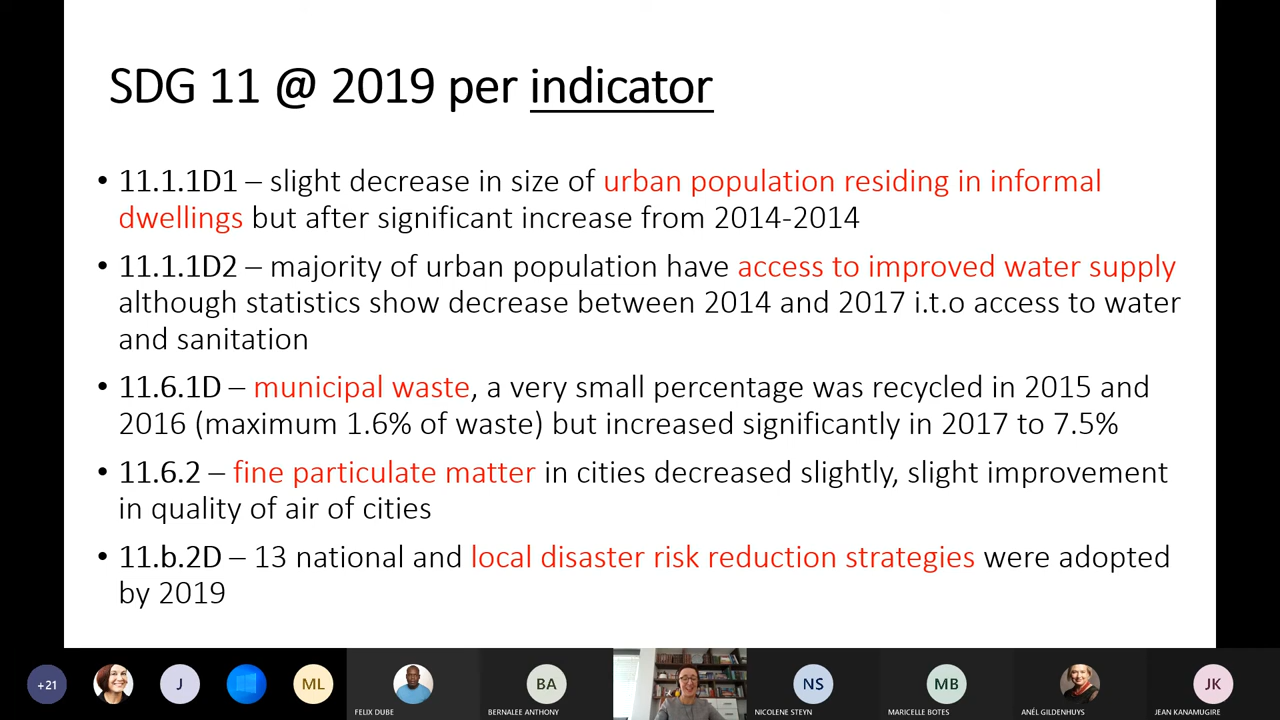 SDG 11 @ 2019 per indicator
• 11.1.1D1 – slight decrease in size of urban population residing in informal
dwellings but after significant increase from 2014-2014
• 11.1.1D2 – majority of urban population have access to improved water supply
although statistics show decrease between 2014 and 2017 i.t.o access to water
and sanitation
• 11.6.1D – municipal waste, a very small percentage was recycled in 2015 and
2016 (maximum 1.6% of waste) but increased significantly in 2017 to 7.5%
• 11.6.2 – fine particulate matter in cities decreased slightly, slight improvement
in quality of air of cities
• 11.b.2D – 13 national and local disaster risk reduction strategies were adopted
by 2019
+21 J ML BA NS MB JK
FELIX DUBE BERNALEE ANTHONY NICOLENE STEYN MARICELLE BOTES ANÉL GILDENHUYS JEAN KANAMUGIRE